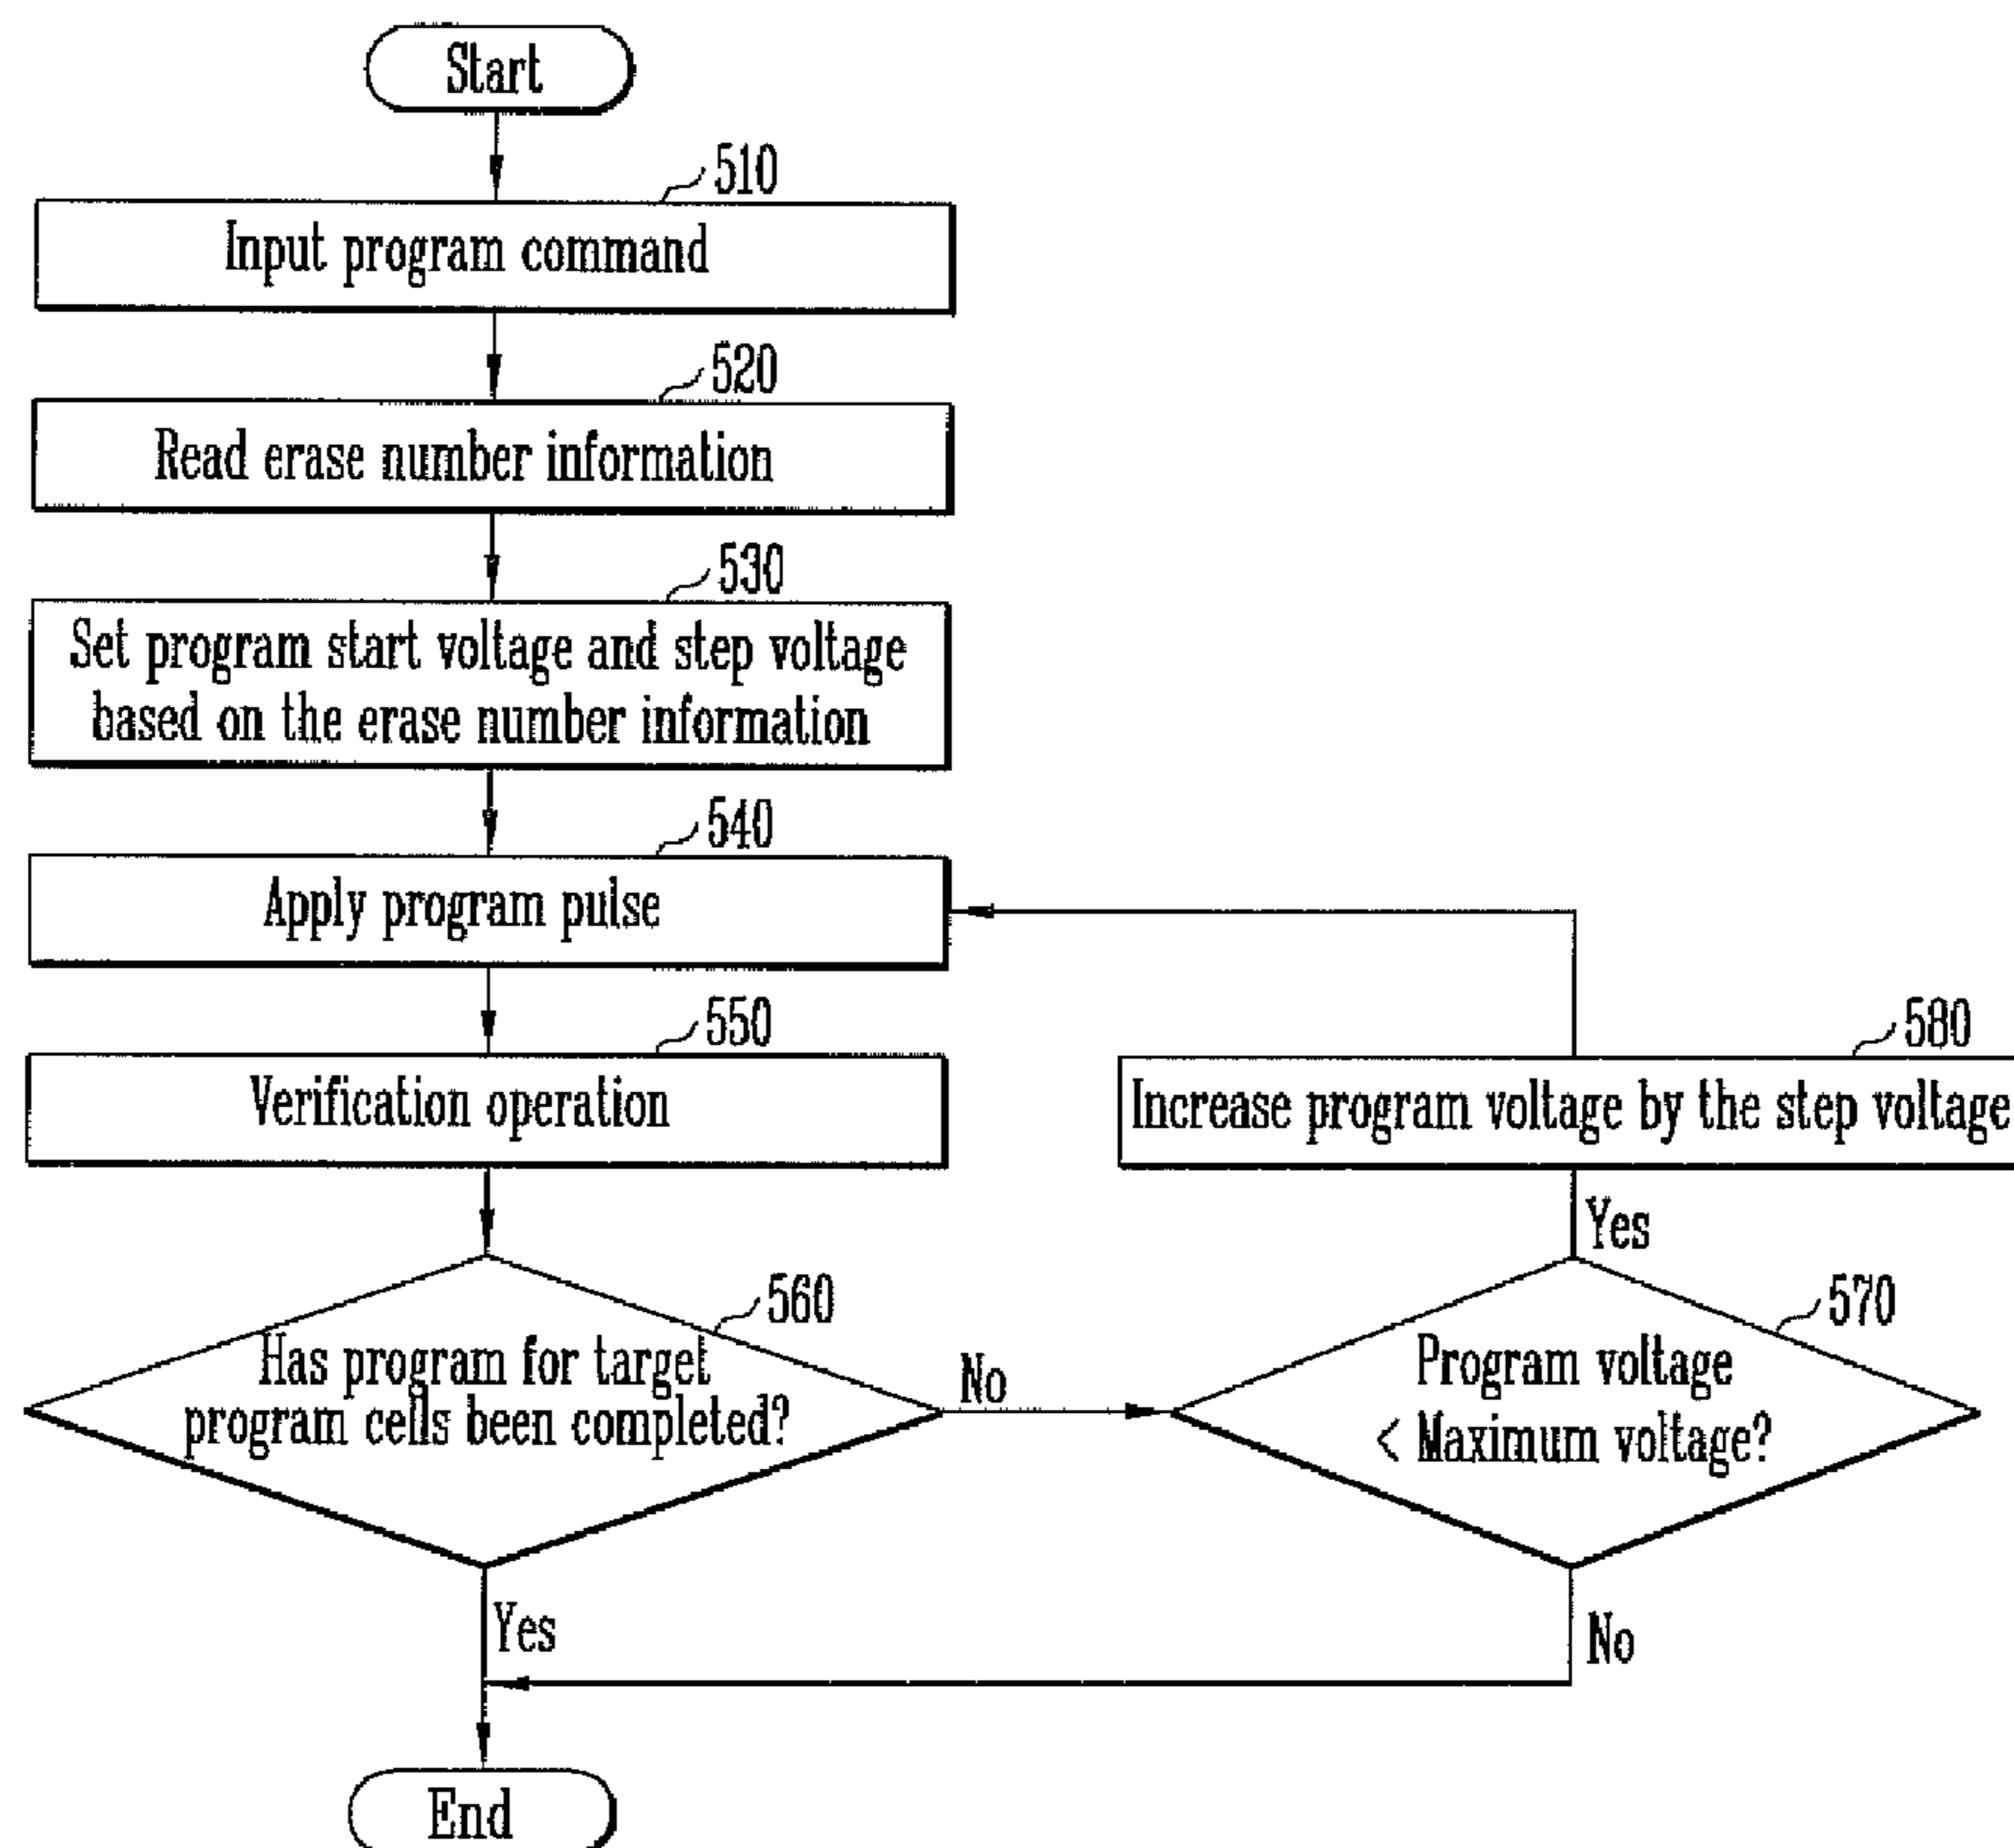 Start
510
Input program command
520
Read erase number information
530
Set program start voltage and step voltage
based on the erase number information
540
Apply program pulse
550
Verification operation
580
Increase program voltage by the step voltage
Yes
560
Has program for target
program cells been completed?
No
570
Program voltage
< Maximum voltage?
Yes
No
End